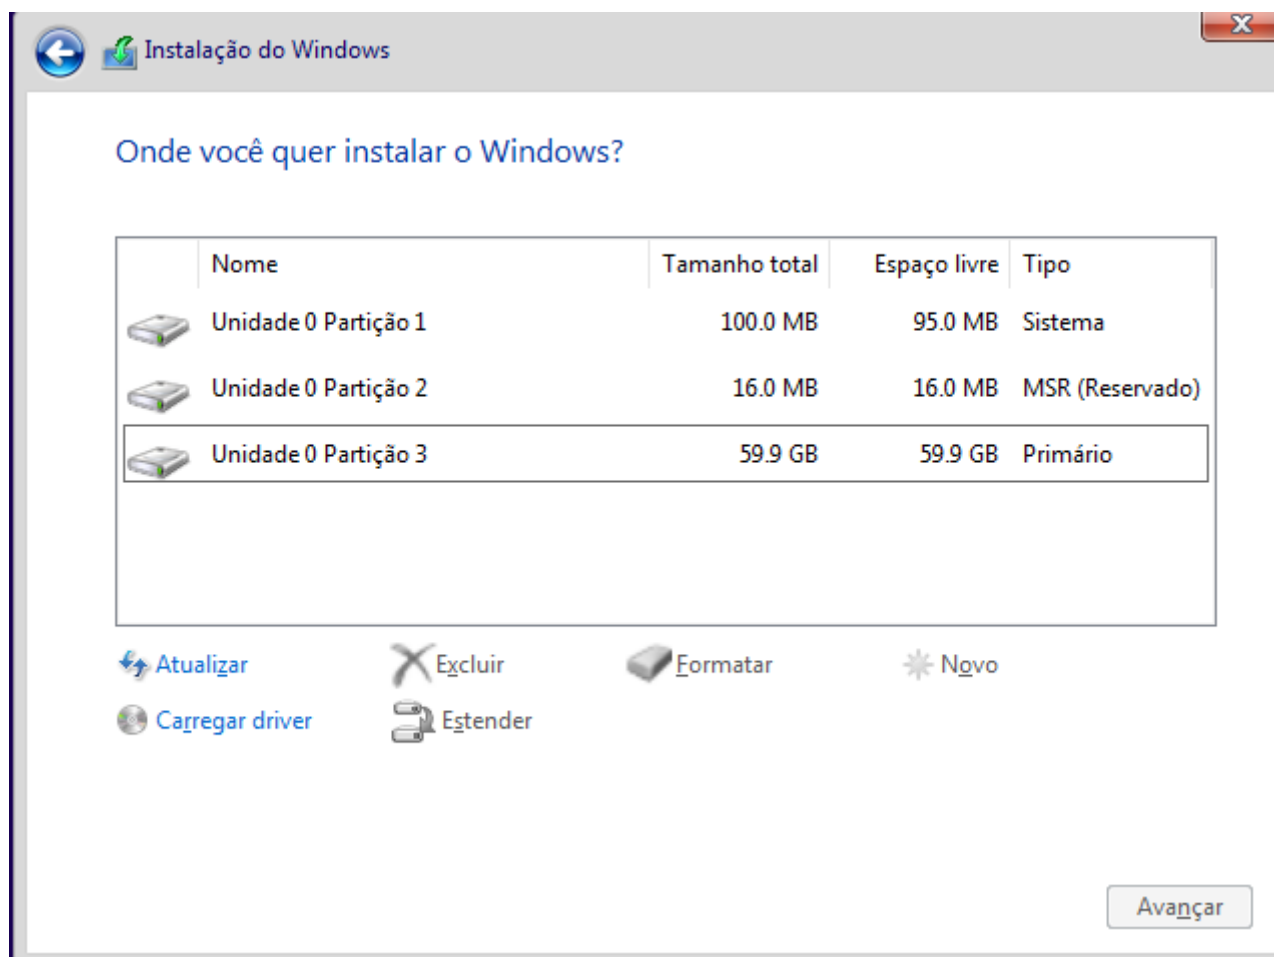 Instalação do Windows
Onde você quer instalar o Windows?
Nome Tamanho total Espaço livre Tipo
Unidade 0 Partição 1 100.0 MB 95.0 MB Sistema
Unidade 0 Partição 2 16.0 MB 16.0 MB MSR (Reservado)
Unidade 0 Partição 3 59.9 GB 59.9 GB Primário
Atualizar Excluir Formatar Novo
Carregar driver Estender
Avançar